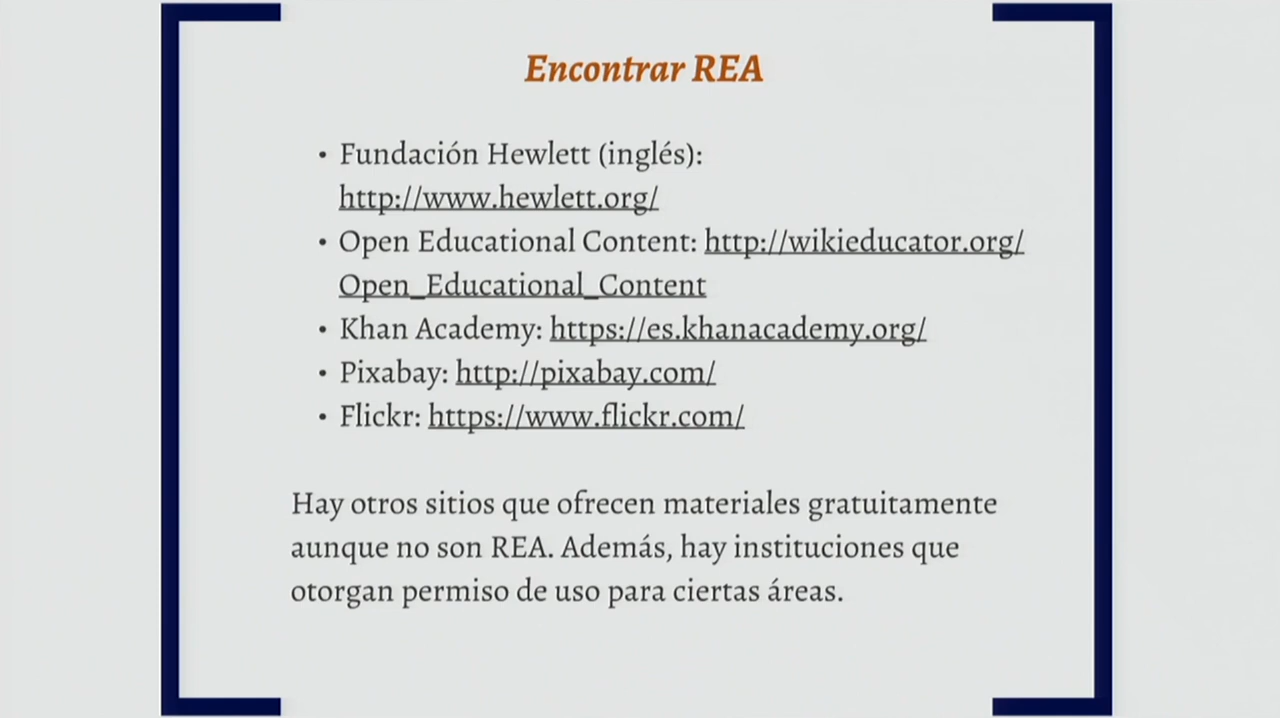 Encontrar REA
• Fundación Hewlett (inglés):
http://www.hewlett.org/
• Open Educational Content: http://wikieducator.org/
Open_Educational_Content
• Khan Academy: https://es.khanacademy.org/
• Pixabay: http://pixabay.com/
• Flickr: https://www.flickr.com/
Hay otros sitios que ofrecen materiales gratuitamente
aunque no son REA. Además, hay instituciones que
otorgan permiso de uso para ciertas áreas.